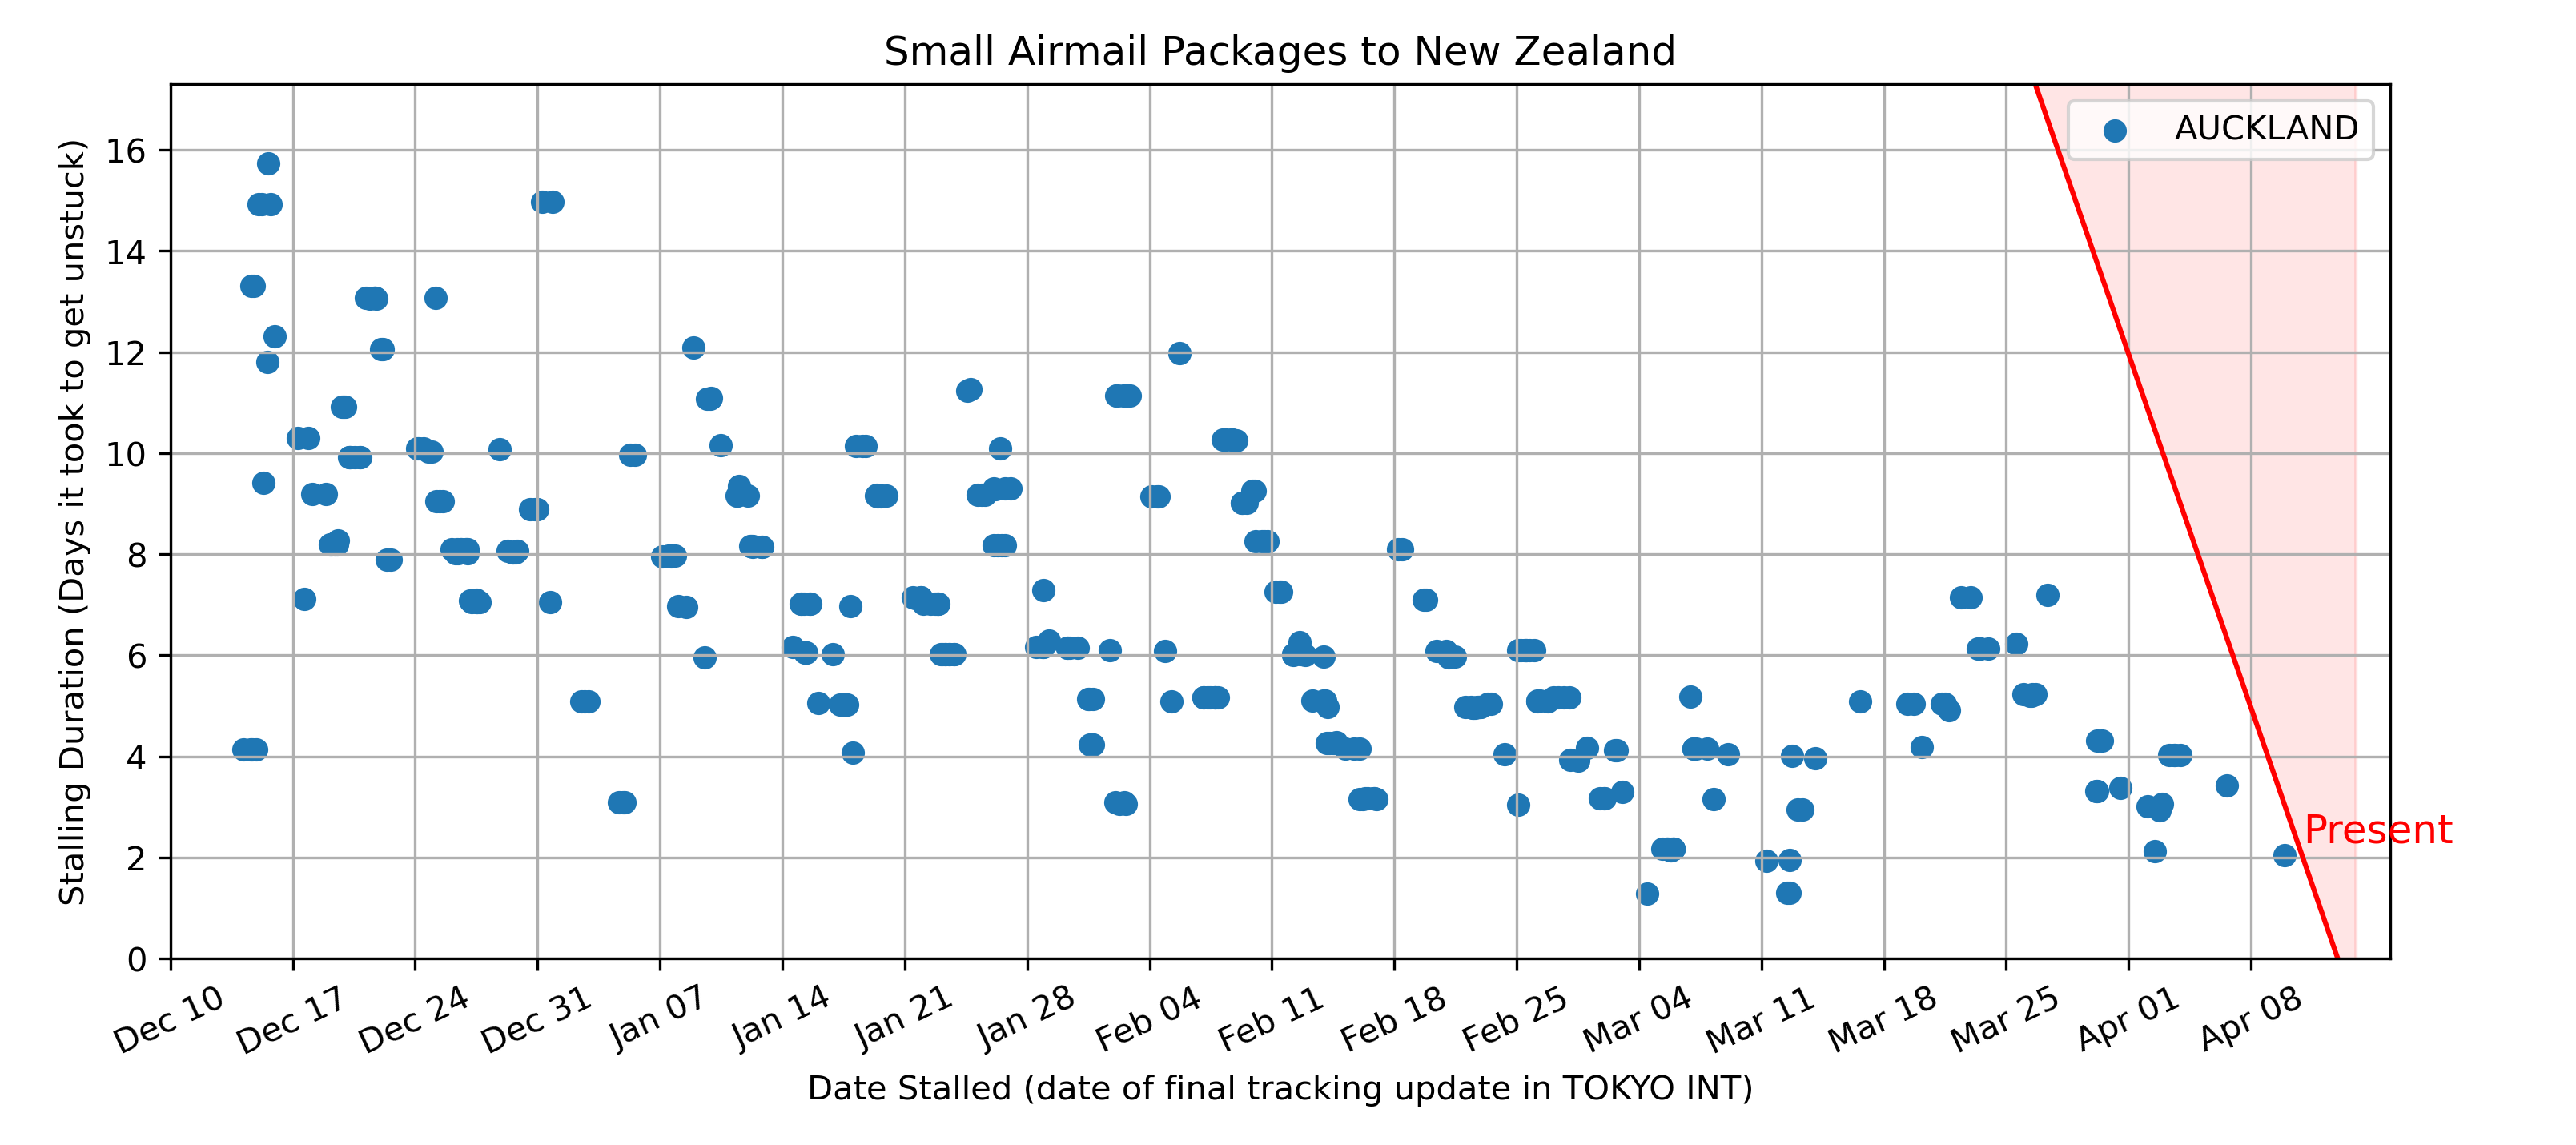 Small Airmail Packages to New Zealand
AUCKLAND
Stalling Duration (Days it took to get unstuck)
16
14
12
10
8
6
4
2
0
Present
Dec 10 Dec 17 Dec 24 Dec 31 Jan 07 Jan 14 Jan 21 Jan 28 Feb 04 Feb 11 Feb 18 Feb 25 Mar 04 Mar 11 Mar 18 Mar 25 Apr 01 Apr 08
Date Stalled (date of final tracking update in TOKYO INT)